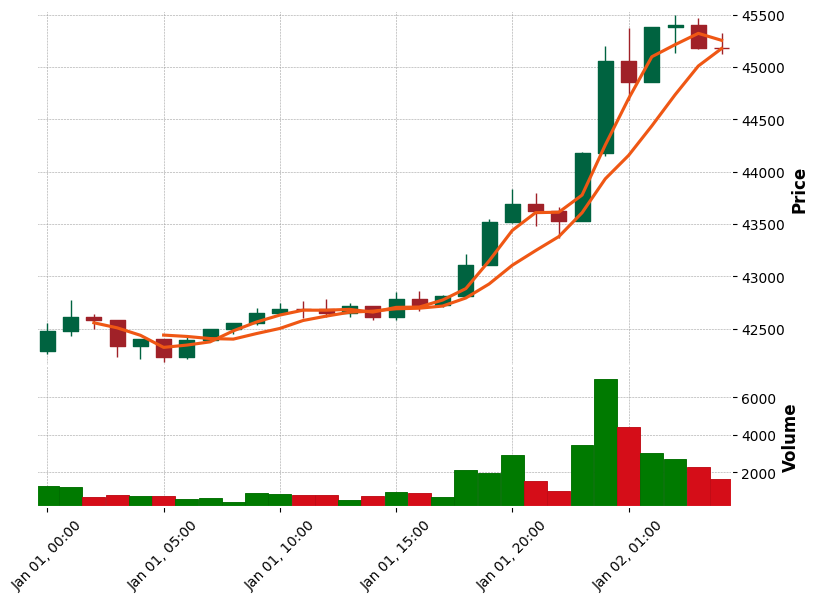 45500
45000
44500
44000
43500
43000
42500
Price
6000
4000
2000
Volume
Jan 01, 00:00
Jan 01, 05:00
Jan 01, 10:00
Jan 01, 15:00
Jan 01, 20:00
Jan 02, 01:00